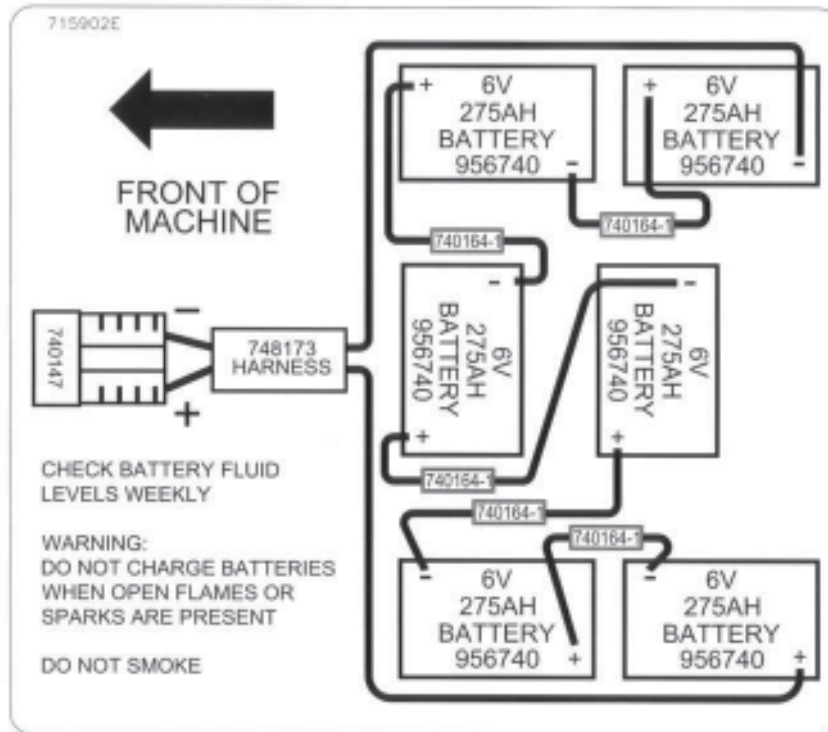 715902E
FRONT OF
MACHINE
+ 6V
275AH
BATTERY
956740 -
+ 6V
275AH
BATTERY
956740 -
740164-1
740164-1
-
6V
275AH
BATTERY
956740
+
-
6V
275AH
BATTERY
956740
+
740147
-
+
748173
HARNESS
740164-1
740164-1
740164-1
CHECK BATTERY FLUID
LEVELS WEEKLY
WARNING:
DO NOT CHARGE BATTERIES
WHEN OPEN FLAMES OR
SPARKS ARE PRESENT
DO NOT SMOKE
- 6V
275AH
BATTERY
956740 +
- 6V
275AH
BATTERY
956740 +